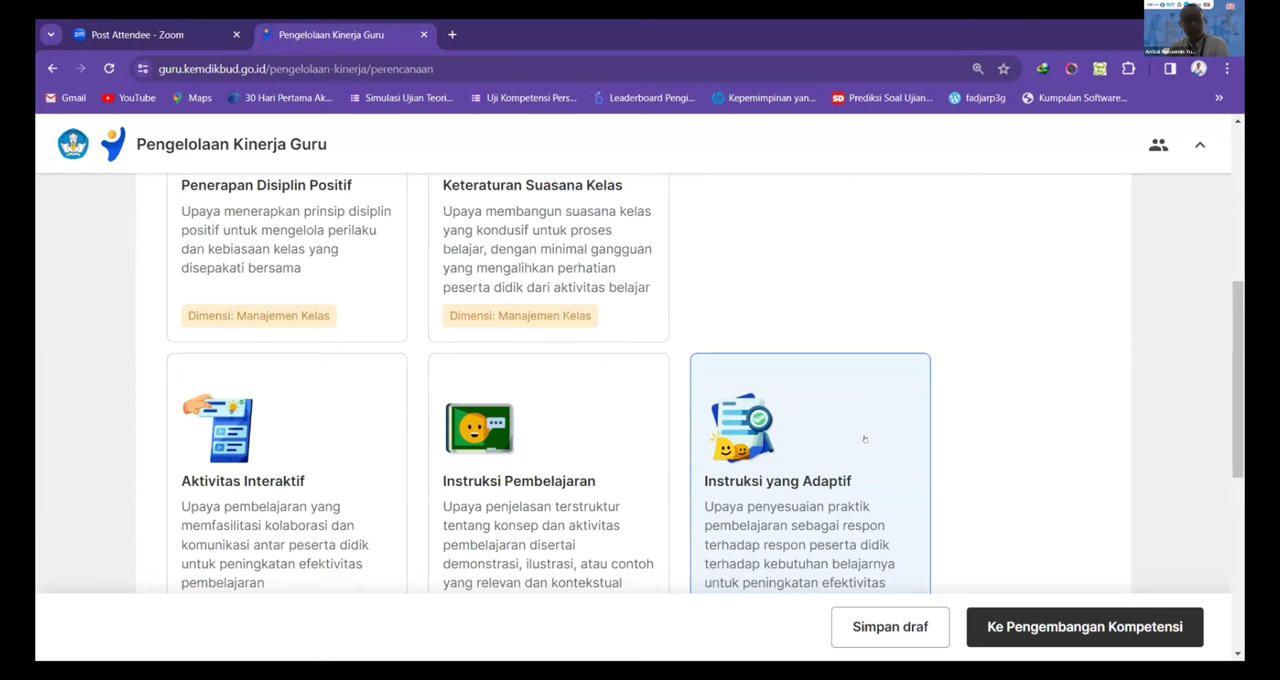 Post Attendee - Zoom
Pengelolaan Kinerja Guru
guru.kemdikbud.go.id/pengelolaan-kinerja/perencanaan
Gmail
YouTube
Maps
30 Hari Pertama Ak...
Simulasi Ujian Teori...
Uji Kompetensi Pers...
Leaderboard Pengi...
Kepemimpinan yan...
SD Prediksi Soal Ujian...
fadjarp3g
Kumpulan Software...
Pengelolaan Kinerja Guru
Penerapan Disiplin Positif
Upaya menerapkan prinsip disiplin
positif untuk mengelola perilaku
dan kebiasaan kelas yang
disepakati bersama
Dimensi: Manajemen Kelas
Keteraturan Suasana Kelas
Upaya membangun suasana kelas
yang kondusif untuk proses
belajar, dengan minimal gangguan
yang mengalihkan perhatian
peserta didik dari aktivitas belajar
Dimensi: Manajemen Kelas
Aktivitas Interaktif
Upaya pembelajaran yang
memfasilitasi kolaborasi dan
komunikasi antar peserta didik
untuk peningkatan efektivitas
pembelajaran
Instruksi Pembelajaran
Upaya penjelasan terstruktur
tentang konsep dan aktivitas
pembelajaran disertai
demonstrasi, ilustrasi, atau contoh
yang relevan dan kontekstual
Instruksi yang Adaptif
Upaya penyesuaian praktik
pembelajaran sebagai respon
terhadap respon peserta didik
terhadap kebutuhan belajarnya
untuk peningkatan efektivitas
Simpan draf
Ke Pengembangan Kompetensi